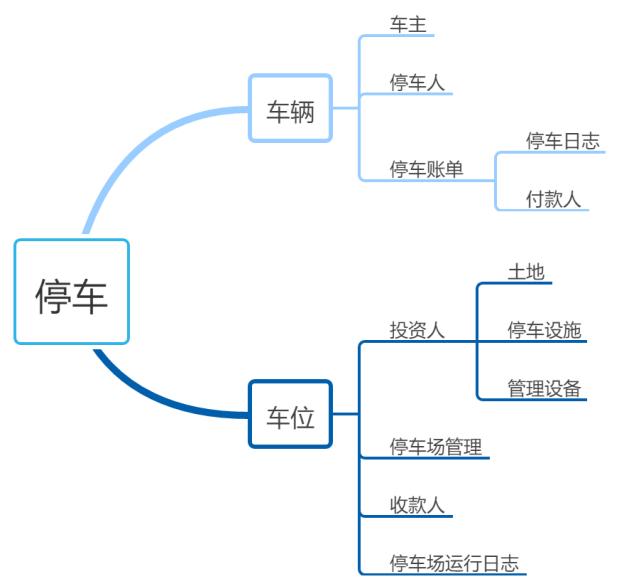 停车
车辆
车主
停车人
停车账单
停车日志
付款人
车位
投资人
土地
停车设施
管理设备
停车场管理
收款人
停车场运行日志